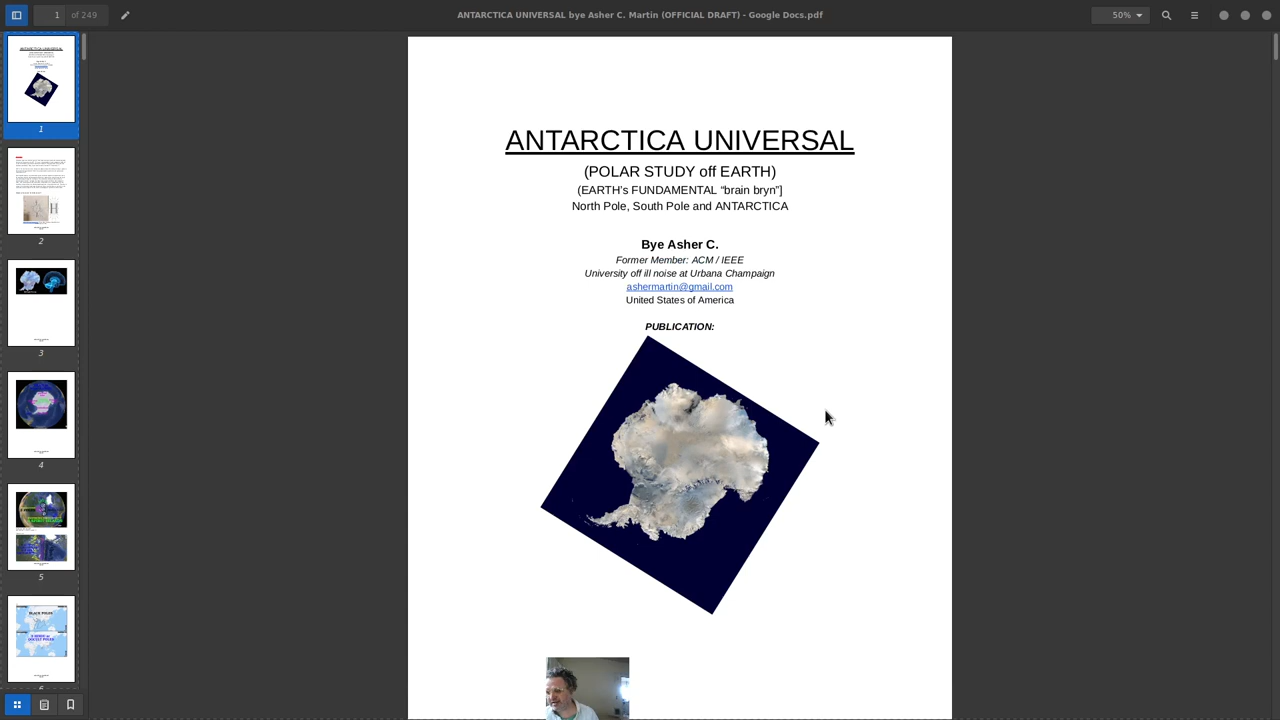 1 of 249
ANTARCTICA UNIVERSAL bye Asher C. Martin (OFFICIAL DRAFT) - Google Docs.pdf
50%
1
2
3
4
5
BLACK POLES
ANTARCTICA UNIVERSAL
(POLAR STUDY off EARTH)
(EARTH's FUNDAMENTAL “brain bryn”]
North Pole, South Pole and ANTARCTICA
Bye Asher C.
Former Member: ACM / IEEE
University off ill noise at Urbana Champaign
ashermartin@gmail.com
United States of America
PUBLICATION: